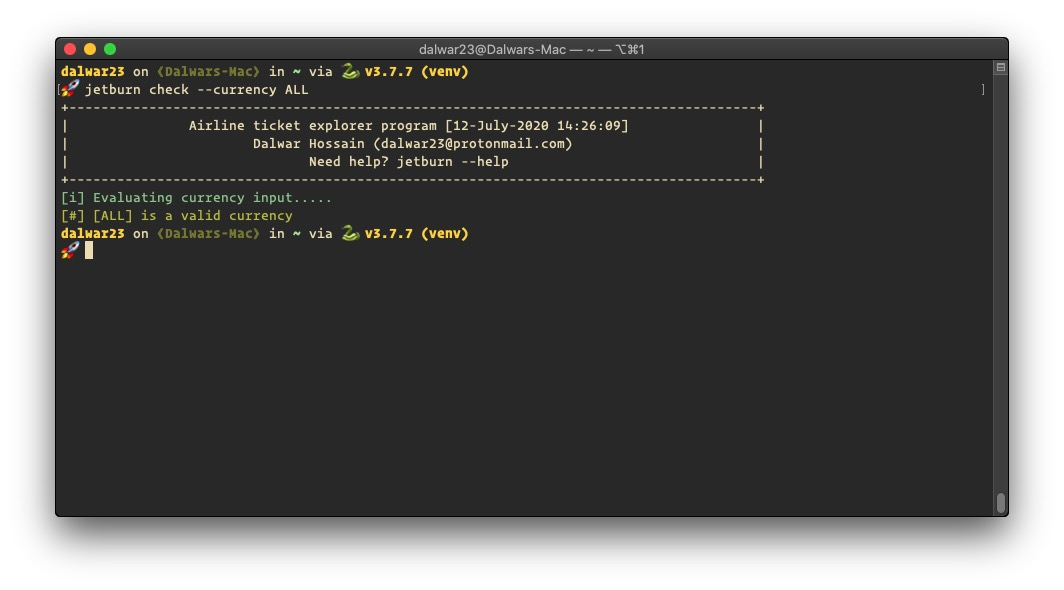 dalwar23@Dalwars-Mac — ~ — ⌥⌘1
dalwar23 on (Dalwars-Mac) in ~ via 🐍 v3.7.7 (venv)
[🚀 jetburn check --currency ALL ]
+--------------------------------------------------------------------------------------+
| Airline ticket explorer program [12-July-2020 14:26:09] |
| Dalwar Hossain (dalwar23@protonmail.com) |
| Need help? jetburn --help |
+--------------------------------------------------------------------------------------+
[i] Evaluating currency input.....
[#] [ALL] is a valid currency
dalwar23 on (Dalwars-Mac) in ~ via 🐍 v3.7.7 (venv)
🚀